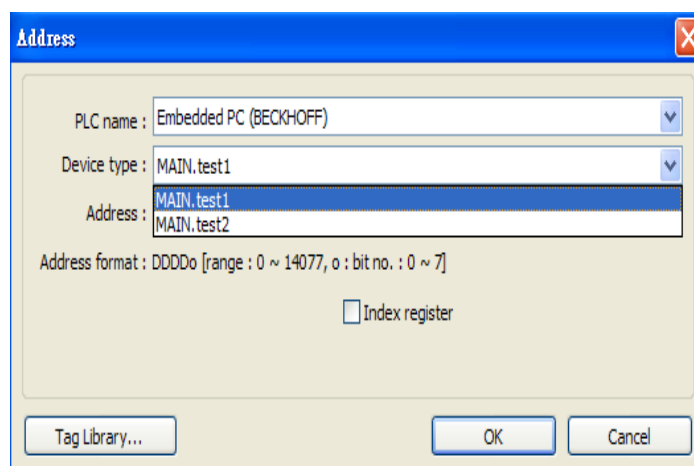 Address
PLC name : Embedded PC (BECKHOFF)
Device type : MAIN.test1
MAIN.test1
Address :
MAIN.test2
Address format : DDDDo [range : 0 ~ 14077, o : bit no. : 0 ~ 7]
Index register
Tag Library... OK Cancel